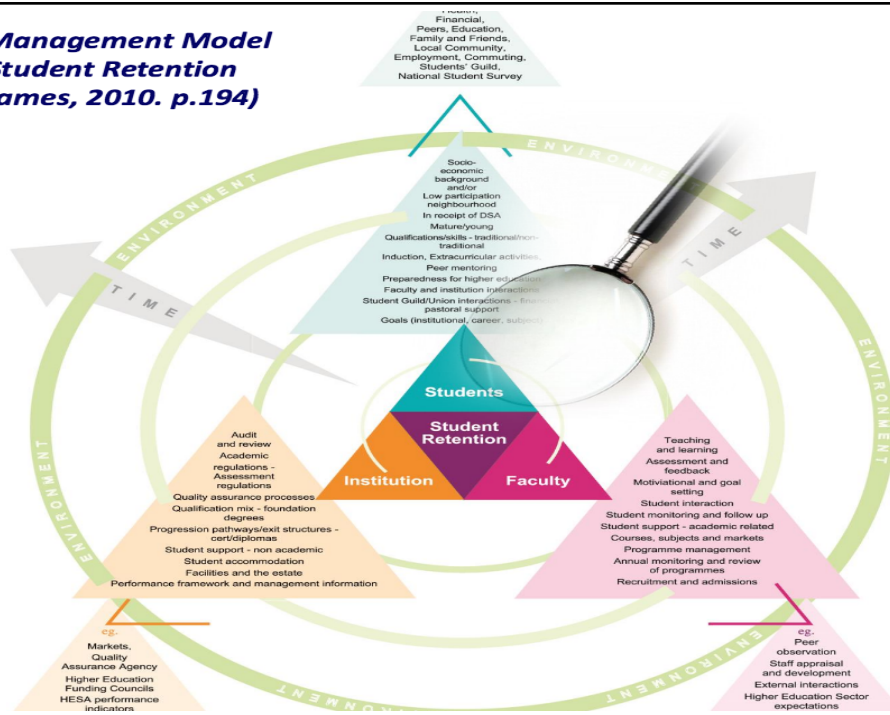 Management Model
Student Retention
ames, 2010. p.194)
Health,
Financial,
Peers, Education,
Family and Friends,
Local Community,
Employment, Commuting,
Students' Guild,
National Student Survey
ENVIRONMENT
ENVIRONMENT
TIME
TIME
Socio-
economic
background
and/or
Low participation
neighbourhood
In receipt of DSA
Mature/young
Qualifications/skills - traditional/non-
traditional
Induction, Extracurricular activities,
Peer mentoring
Preparedness for higher education
Faculty and institution interactions
Student Guild/Union interactions -
pastoral support
Goals (institutional, career, subject)
Students
Student
Retention
Institution
Faculty
ENVIRONMENT
ENVIRONMENT
Audit
and review
Academic
regulations -
Assessment
regulations
Quality assurance processes
Qualification mix - foundation
degrees
Progression pathways/exit structures -
cert/diplomas
Student support - non academic
Student accommodation
Facilities and the estate
Performance framework and management information
Teaching
and learning
Assessment and
feedback
Motiviational and goal
setting
Student interaction
Student monitoring and follow up
Student support - academic related
Courses, subjects and markets
Programme management
Annual monitoring and review
of programmes
Recruitment and admissions
eg.
Markets,
Quality
Assurance Agency
Higher Education
Funding Councils
HESA performance
indicators
ENVIRONMENT
ENVIRONMENT
eg.
Peer
observation
Staff appraisal
and development
External interactions
Higher Education Sector
expectations